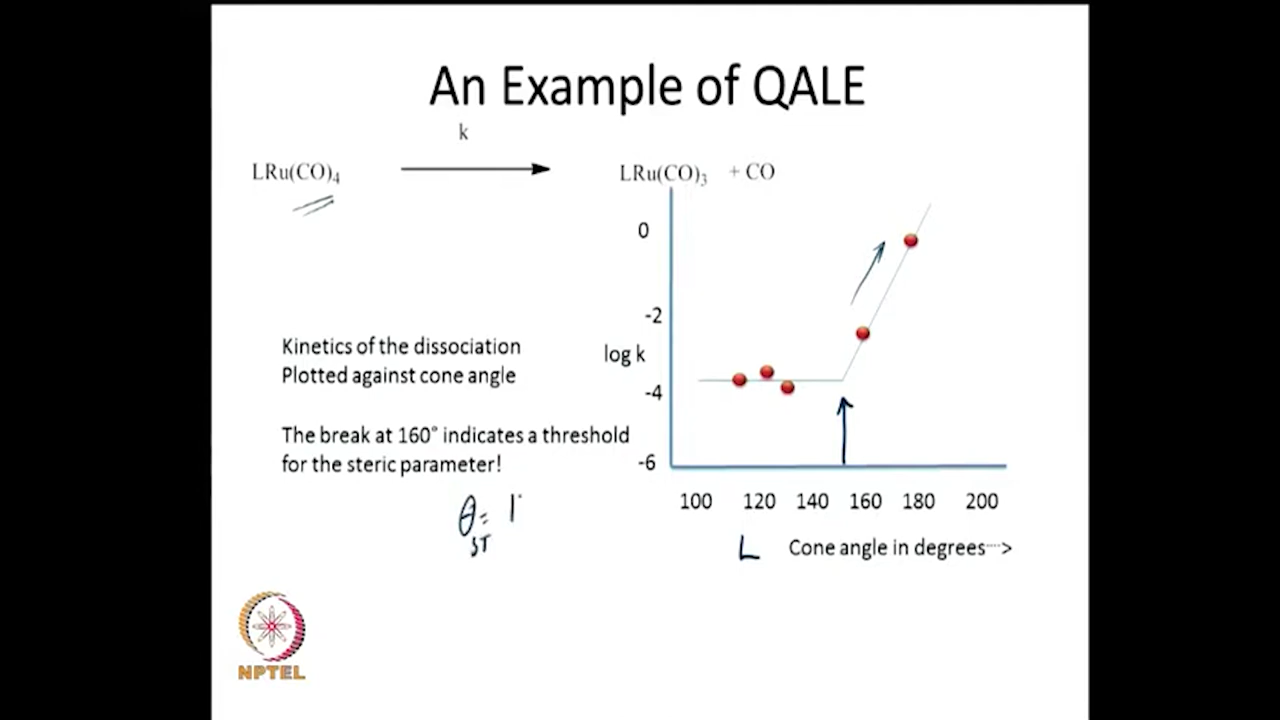 An Example of QALE
k
LRu(CO)₄
LRu(CO)₃ + CO
0
-2
log k
-4
-6
Kinetics of the dissociation
Plotted against cone angle
The break at 160° indicates a threshold
for the steric parameter!
θ =
ST
100 120 140 160 180 200
L Cone angle in degrees--->
NPTEL